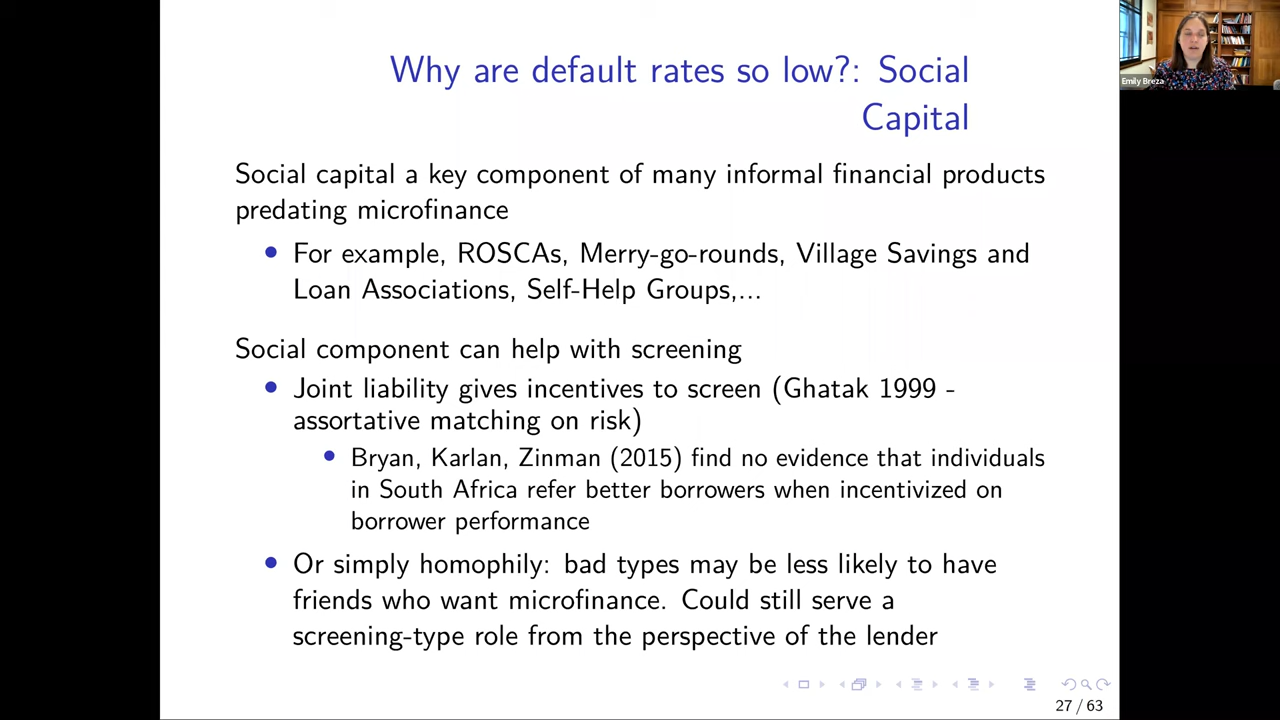 Why are default rates so low?: Social
Capital
Social capital a key component of many informal financial products
predating microfinance
For example, ROSCAs, Merry-go-rounds, Village Savings and
Loan Associations, Self-Help Groups,...
Social component can help with screening
Joint liability gives incentives to screen (Ghatak 1999 -
assortative matching on risk)
Bryan, Karlan, Zinman (2015) find no evidence that individuals
in South Africa refer better borrowers when incentivized on
borrower performance
Or simply homophily: bad types may be less likely to have
friends who want microfinance. Could still serve a
screening-type role from the perspective of the lender
27 / 63
Emily Breza